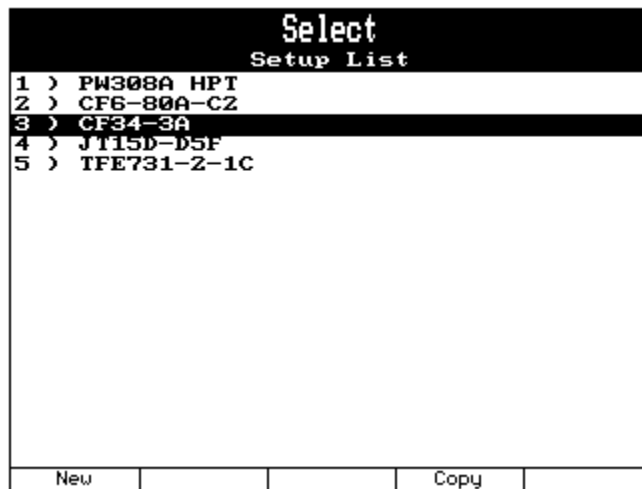 Select
Setup List
1 ) PW308A HPT
2 ) CF6-80A-C2
3 ) CF34-3A
4 ) JT15D-D5F
5 ) TFE731-2-1C
New Copy